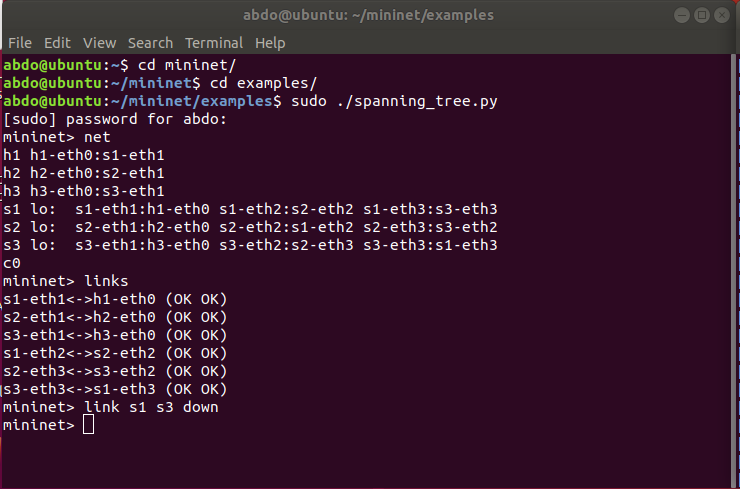 abdo@ubuntu: ~/mininet/examples
File Edit View Search Terminal Help
abdo@ubuntu:~$ cd mininet/
abdo@ubuntu:~/mininet$ cd examples/
abdo@ubuntu:~/mininet/examples$ sudo ./spanning_tree.py
[sudo] password for abdo:
mininet> net
h1 h1-eth0:s1-eth1
h2 h2-eth0:s2-eth1
h3 h3-eth0:s3-eth1
s1 lo:  s1-eth1:h1-eth0 s1-eth2:s2-eth2 s1-eth3:s3-eth3
s2 lo:  s2-eth1:h2-eth0 s2-eth2:s1-eth2 s2-eth3:s3-eth2
s3 lo:  s3-eth1:h3-eth0 s3-eth2:s2-eth3 s3-eth3:s1-eth3
c0
mininet> links
s1-eth1<->h1-eth0 (OK OK)
s2-eth1<->h2-eth0 (OK OK)
s3-eth1<->h3-eth0 (OK OK)
s1-eth2<->s2-eth2 (OK OK)
s2-eth3<->s3-eth2 (OK OK)
s3-eth3<->s1-eth3 (OK OK)
mininet> link s1 s3 down
mininet>